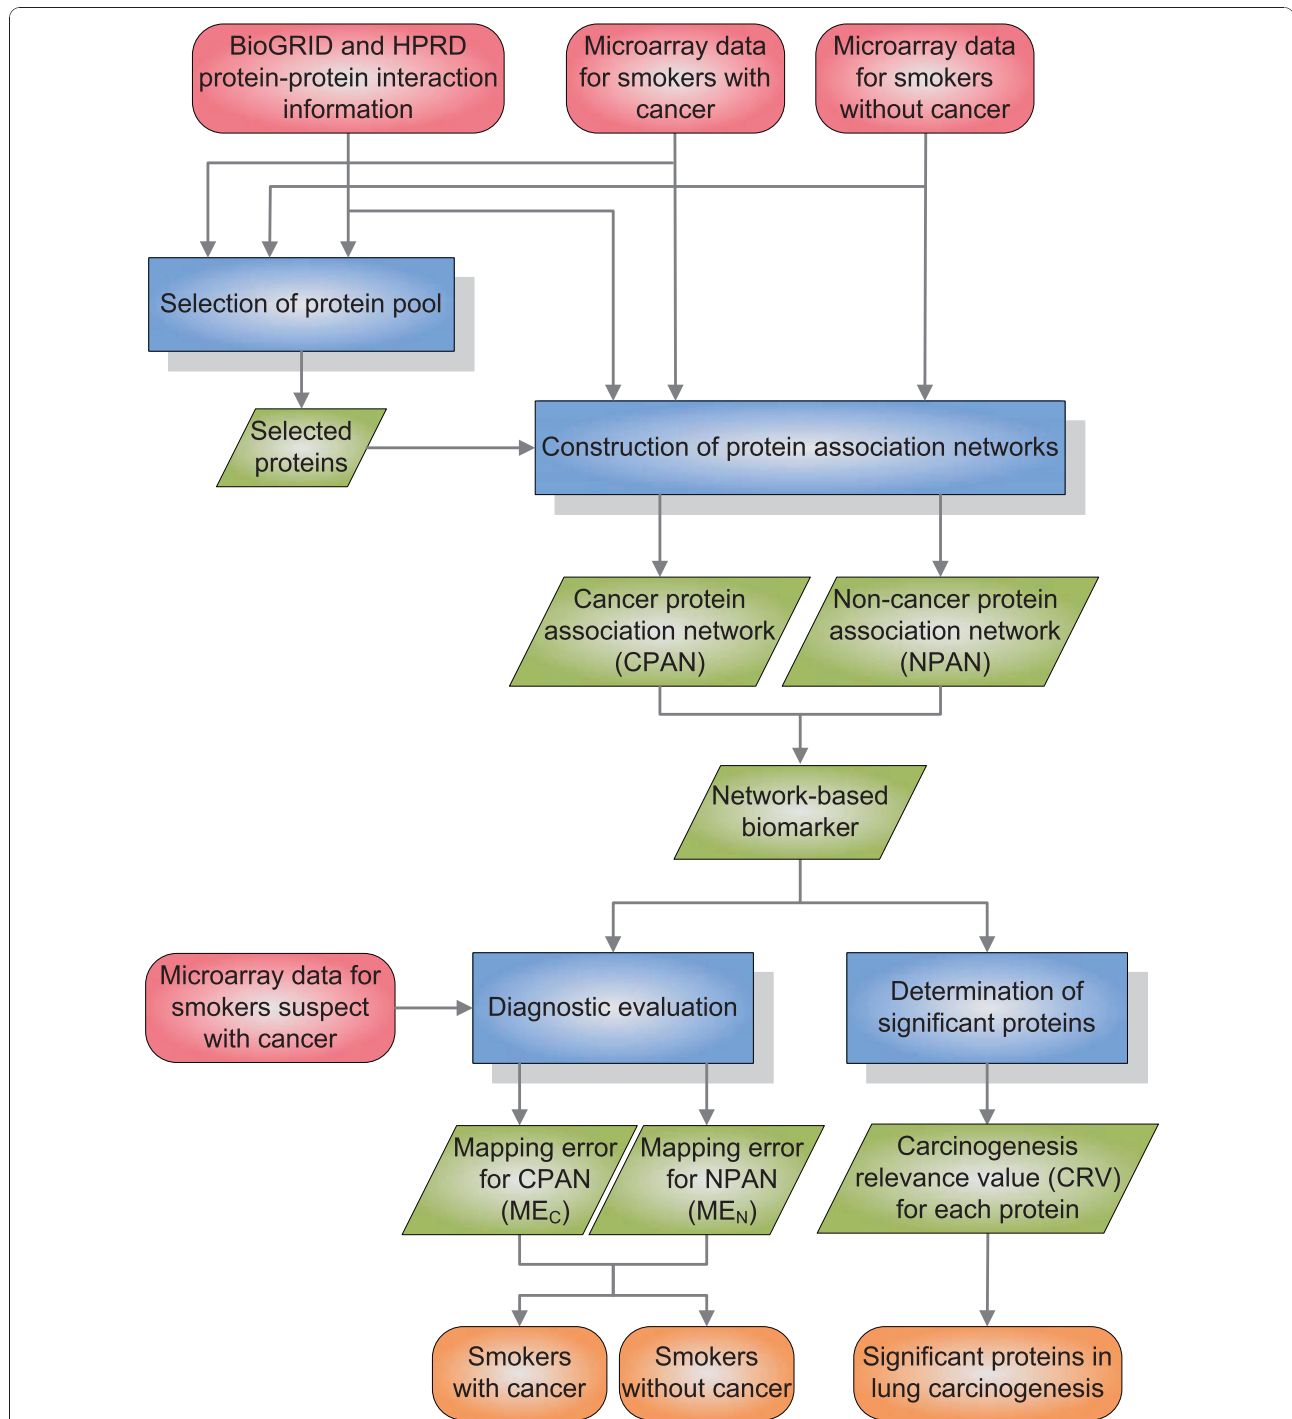 BioGRID and HPRD
protein-protein interaction
information
Microarray data
for smokers with
cancer
Microarray data
for smokers
without cancer
Selection of protein pool
Selected
proteins
Construction of protein association networks
Cancer protein
association network
(CPAN)
Non-cancer protein
association network
(NPAN)
Network-based
biomarker
Microarray data for
smokers suspect
with cancer
Diagnostic evaluation
Determination of
significant proteins
Mapping error
for CPAN
(MEC)
Mapping error
for NPAN
(MEN)
Carcinogenesis
relevance value (CRV)
for each protein
Smokers
with cancer
Smokers
without cancer
Significant proteins in
lung carcinogenesis